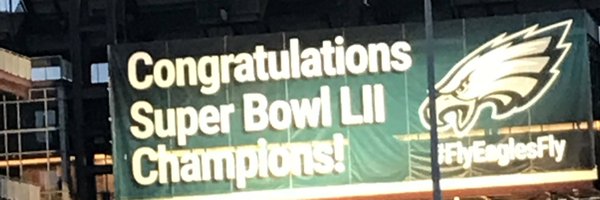 Congratulations
Super Bowl LII
Champions!
#FlyEaglesFly